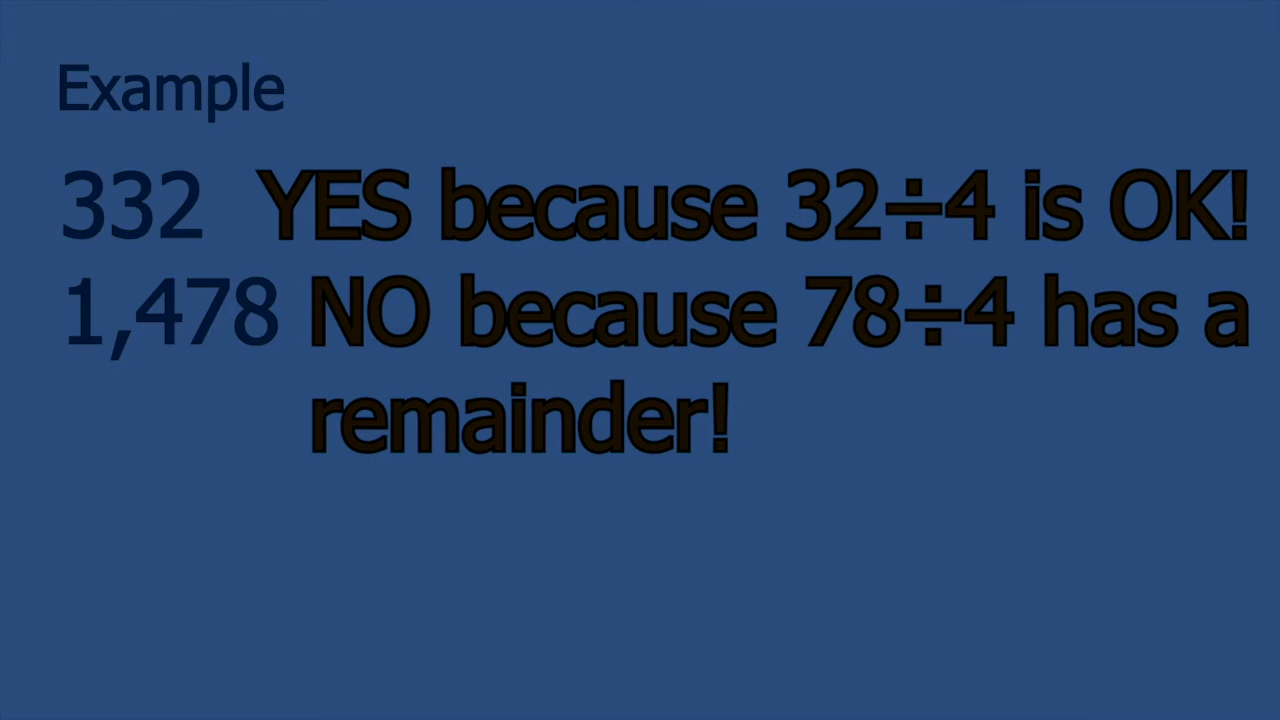 Example
332 YES because 32÷4 is OK!
1,478 NO because 78÷4 has a
remainder!